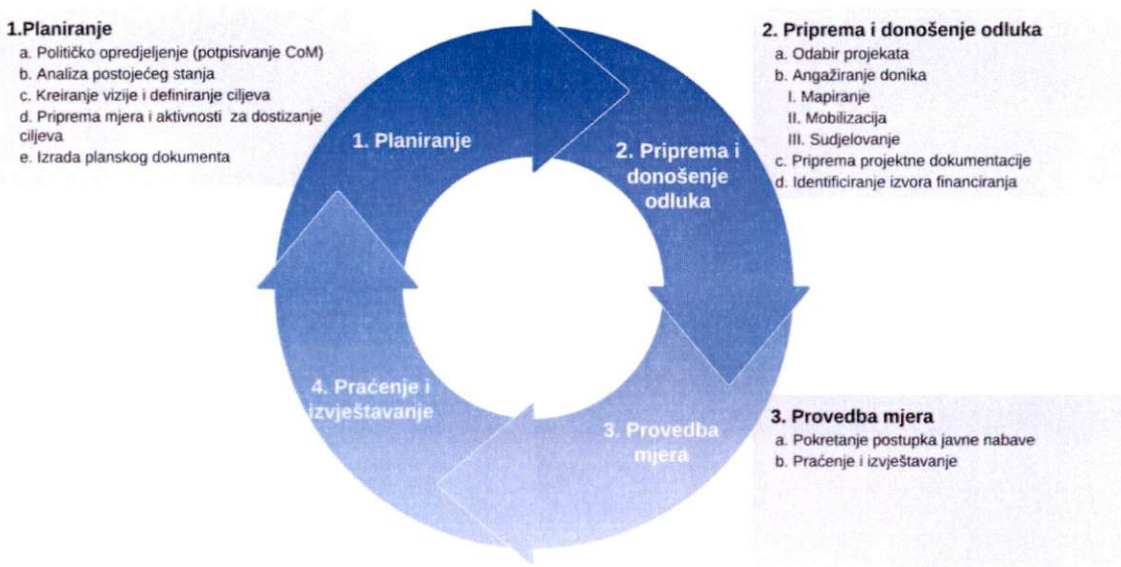 1.Planiranje
a. Političko opredjeljenje (potpisivanje CoM)
b. Analiza postojećeg stanja
c. Kreiranje vizije i definiranje ciljeva
d. Priprema mjera i aktivnosti za dostizanje
ciljeva
e. Izrada planskog dokumenta
2. Priprema i donošenje odluka
a. Odabir projekata
b. Angažiranje donika
I. Mapiranje
II. Mobilizacija
III. Sudjelovanje
c. Priprema projektne dokumentacije
d. Identificiranje izvora financiranja
1. Planiranje
2. Priprema i
donošenje
odluka
4. Praćenje i
izvještavanje
3. Provedba
mjera
3. Provedba mjera
a. Pokretanje postupka javne nabave
b. Praćenje i izvještavanje